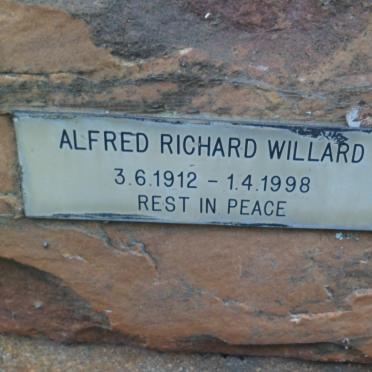 ALFRED RICHARD WILLARD
3.6.1912 - 1.4.1998
REST IN PEACE